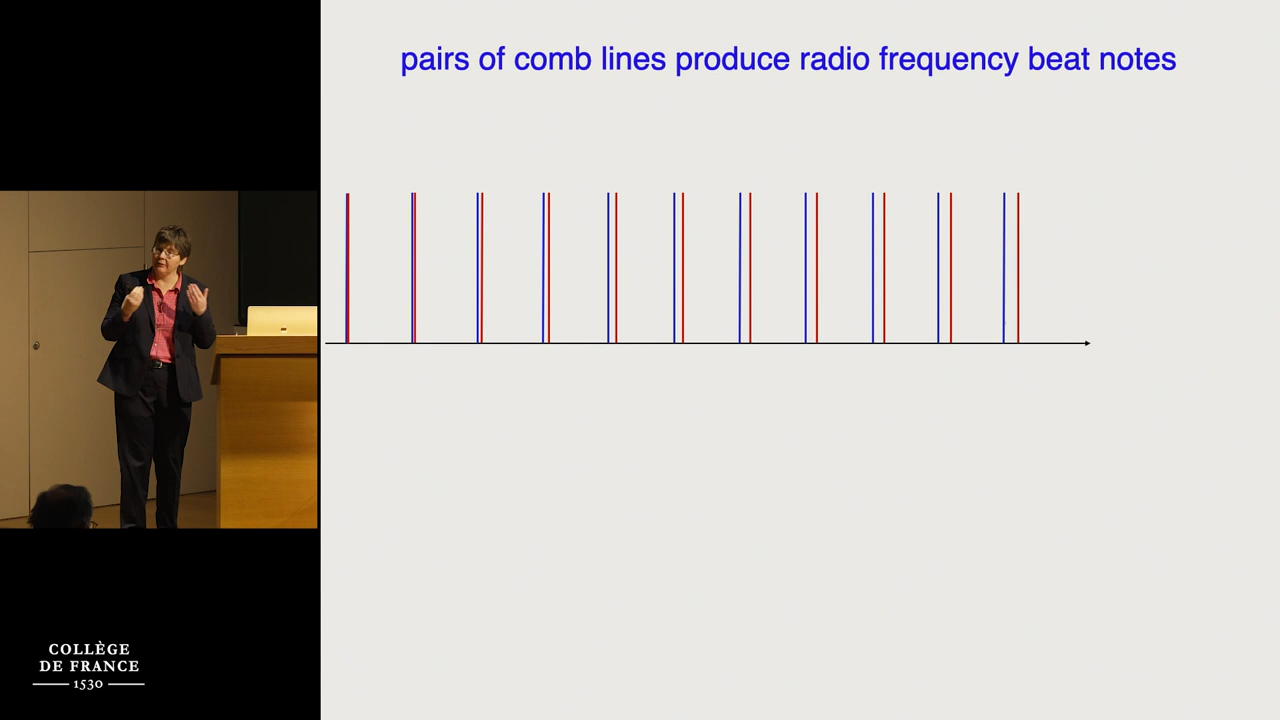 pairs of comb lines produce radio frequency beat notes
COLLÈGE
DE FRANCE
1530